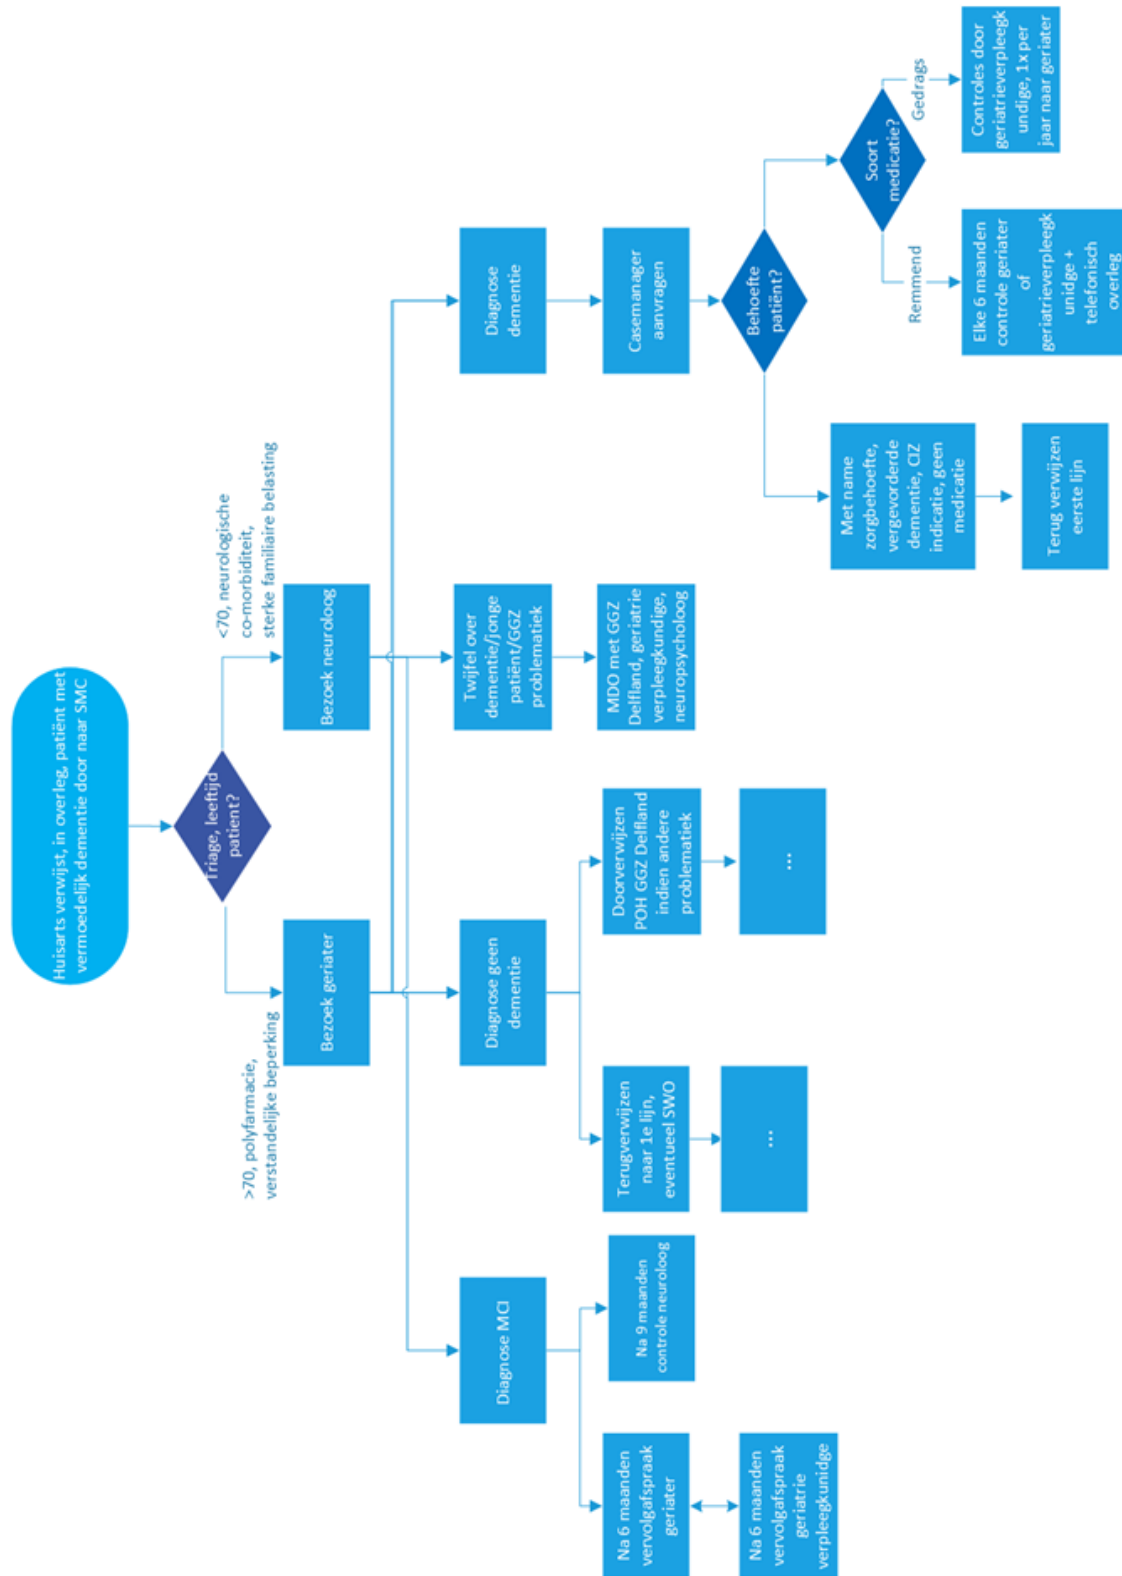 Huisarts verwijst, in overleg, patiënt met
vermoedelijk dementie door naar SMC
Triage, leeftijd
patient?
>70, polyfarmacie,
verstandelijke beperking
<70, neurologische
co-morbiditeit,
sterke familiaire belasting
Bezoek geriater
Bezoek neuroloog
Diagnose MCI
Diagnose geen
dementie
Twijfel over
dementie/jonge
patiënt/GGZ
problematiek
Diagnose
dementie
Na 6 maanden
vervolgafspraak
geriater
Na 9 maanden
controle neuroloog
Terugverwijzen
naar 1e lijn,
eventueel SWO
Doorverwijzen
POH GGZ Delfland
indien andere
problematiek
MDO met GGZ
Delfland, geriatrie
verpleegkundige,
neuropsycholoog
Casemanager
aanvragen
Na 6 maanden
vervolgafspraak
geriatrie
verpleegkunidge
...
...
Behoefte
patiënt?
Met name
zorgbehoefte,
vergevorderde
dementie, CIZ
indicatie, geen
medicatie
Soort
medicatie?
Remmend
Gedrags
Terug verwijzen
eerste lijn
Elke 6 maanden
controle geriater
of
geriatrieverpleegk
unidge +
telefonisch
overleg
Controles door
geriatrieverpleegk
undige, 1x per
jaar naar geriater